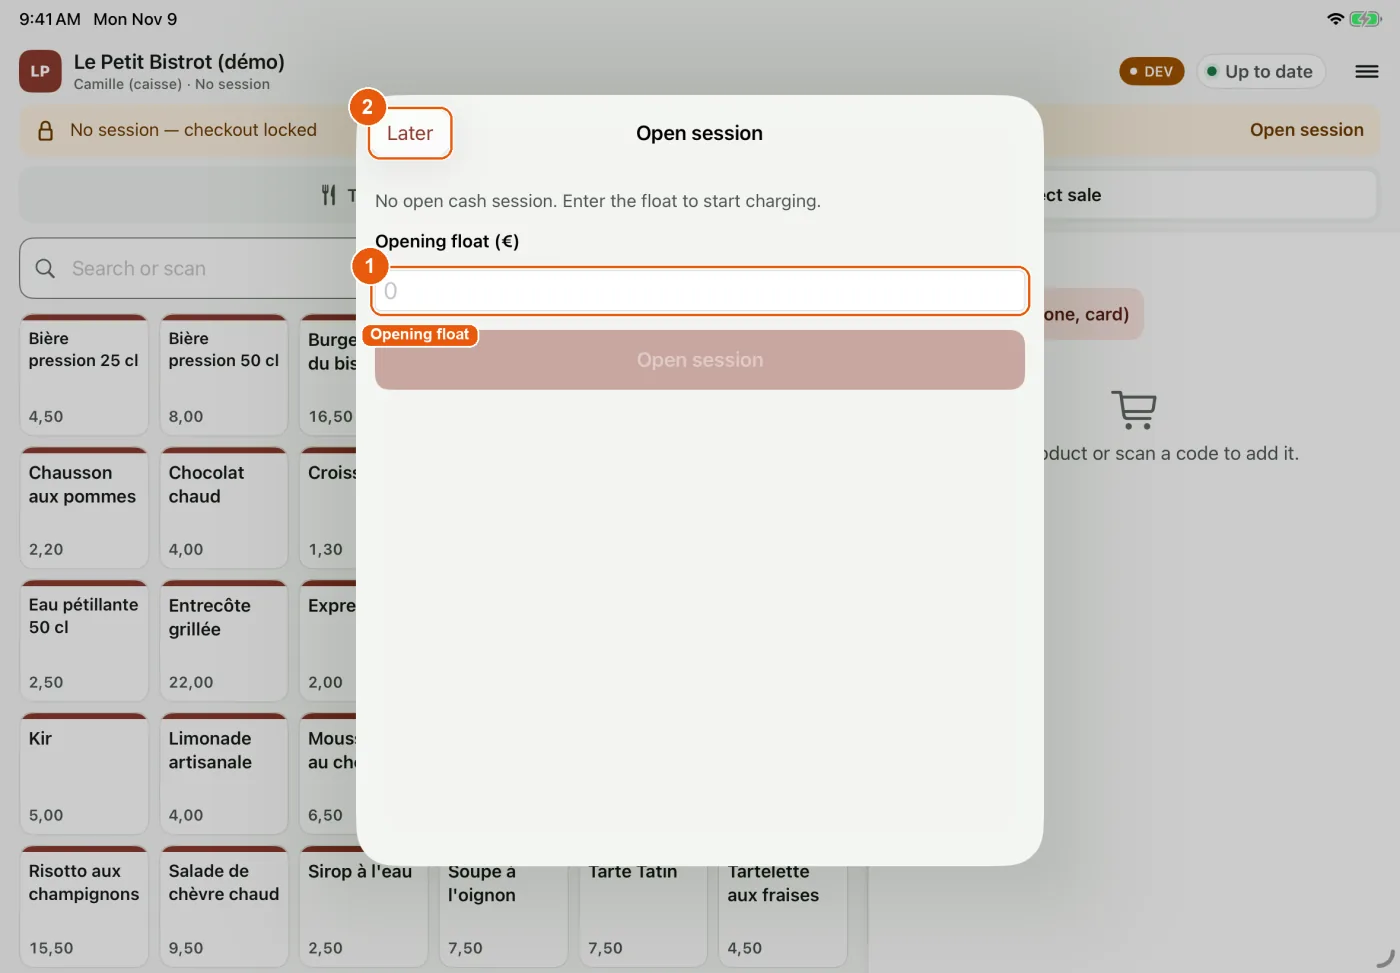 9:41 AM Mon Nov 9
LP
Le Petit Bistrot (démo)
Camille (caisse) · No session
DEV
Up to date
No session — checkout locked
Open session
2
Later
Open session
No open cash session. Enter the float to start charging.
Opening float (€)
1
0
Opening float
Open session
ect sale
Search or scan
one, card)
oduct or scan a code to add it.
Bière
pression 25 cl
4,50
Bière
pression 50 cl
8,00
Burge
du bis
16,50
Chausson
aux pommes
2,20
Chocolat
chaud
4,00
Croiss
1,30
Eau pétillante
50 cl
2,50
Entrecôte
grillée
22,00
Expre
2,00
Kir
5,00
Limonade
artisanale
4,00
Mouss
au cho
6,50
Risotto aux
champignons
15,50
Salade de
chèvre chaud
9,50
Sirop à l'eau
2,50
Soupe à
l'oignon
7,50
Tarte Tatin
7,50
Tartelette
aux fraises
4,50